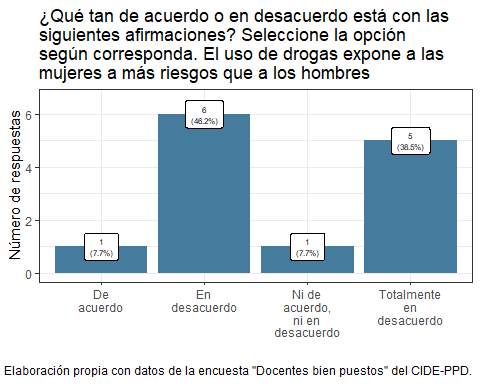 ¿Qué tan de acuerdo o en desacuerdo está con las
siguientes afirmaciones? Seleccione la opción
según corresponda. El uso de drogas expone a las
mujeres a más riesgos que a los hombres
Número de respuestas
6
4
2
0
1
(7.7%)
6
(46.2%)
1
(7.7%)
5
(38.5%)
De
acuerdo
En
desacuerdo
Ni de
acuerdo,
ni en
desacuerdo
Totalmente
en
desacuerdo
Elaboración propia con datos de la encuesta "Docentes bien puestos" del CIDE-PPD.